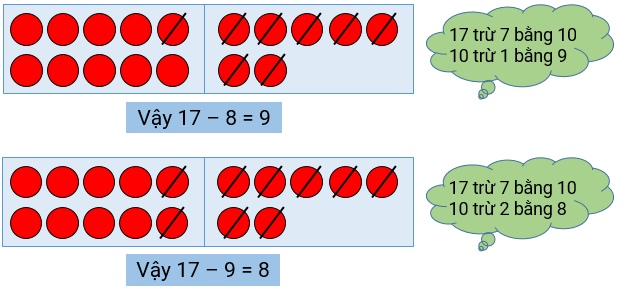 17 trừ 7 bằng 10
10 trừ 1 bằng 9
Vậy 17 – 8 = 9
17 trừ 7 bằng 10
10 trừ 2 bằng 8
Vậy 17 – 9 = 8